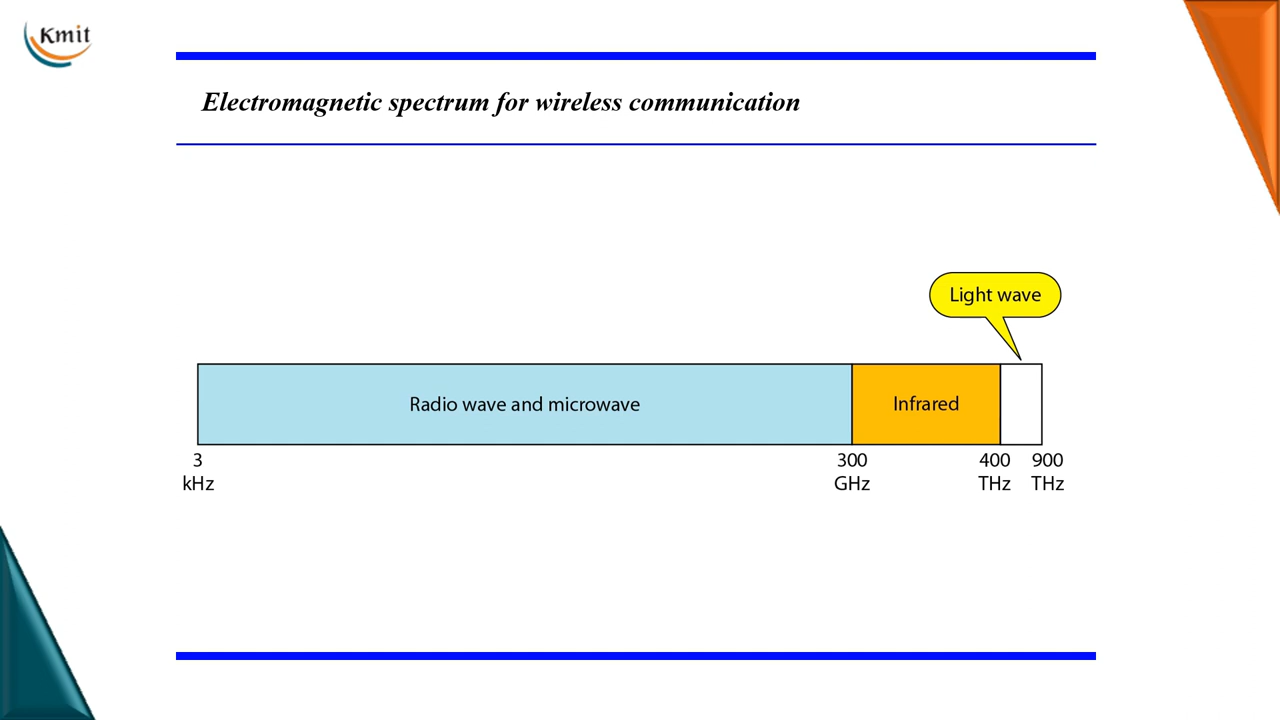 Kmit
Electromagnetic spectrum for wireless communication
Light wave
Radio wave and microwave
Infrared
3
kHz
300
GHz
400
THz
900
THz